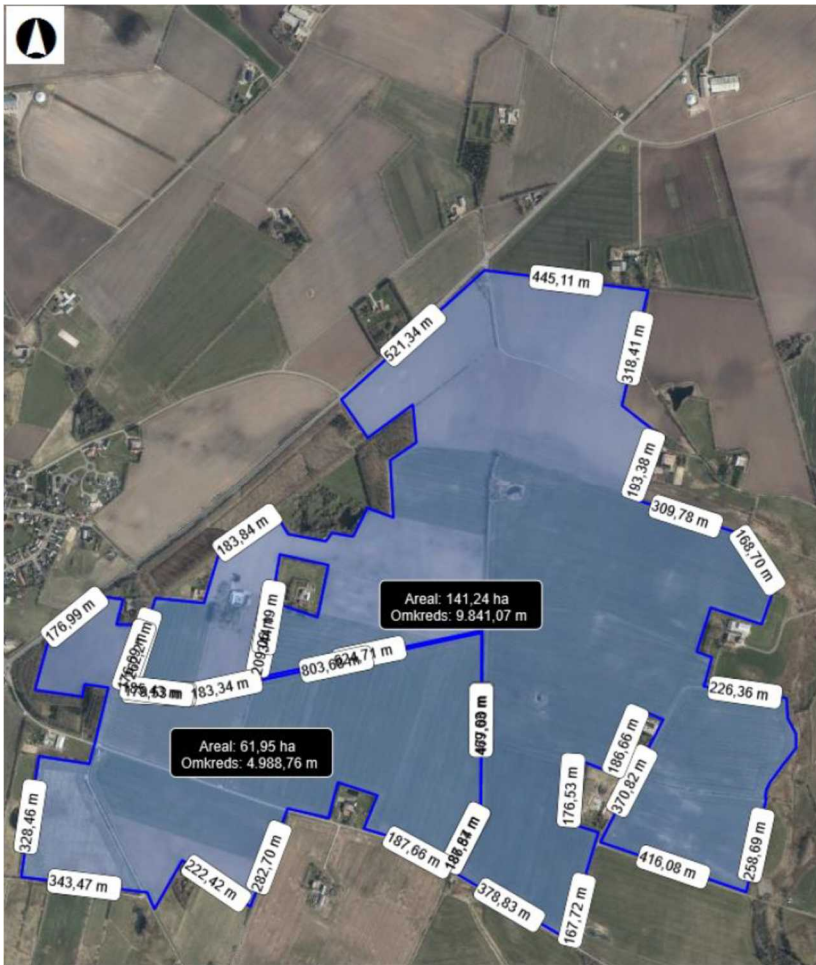 445,11 m
521,34 m
318,41 m
193,38 m
309,78 m
168,70 m
183,84 m
Areal: 141,24 ha
Omkreds: 9.841,07 m
176,99 m
183,34 m
226,36 m
Areal: 61,95 ha
Omkreds: 4.988,76 m
186,66 m
176,53 m
370,82 m
328,46 m
187,66 m
416,08 m
258,69 m
343,47 m
222,42 m
282,70 m
378,83 m
167,72 m